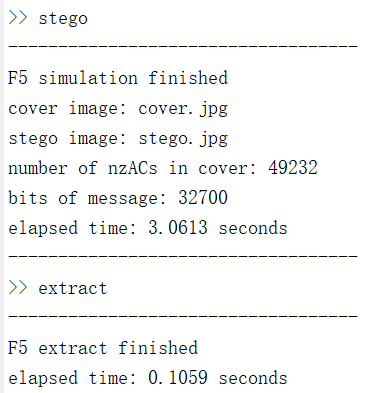 >> stego
-----------------------------------
F5 simulation finished
cover image: cover.jpg
stego image: stego.jpg
number of nzACs in cover: 49232
bits of message: 32700
elapsed time: 3.0613 seconds
-----------------------------------
>> extract
-----------------------------------
F5 extract finished
elapsed time: 0.1059 seconds